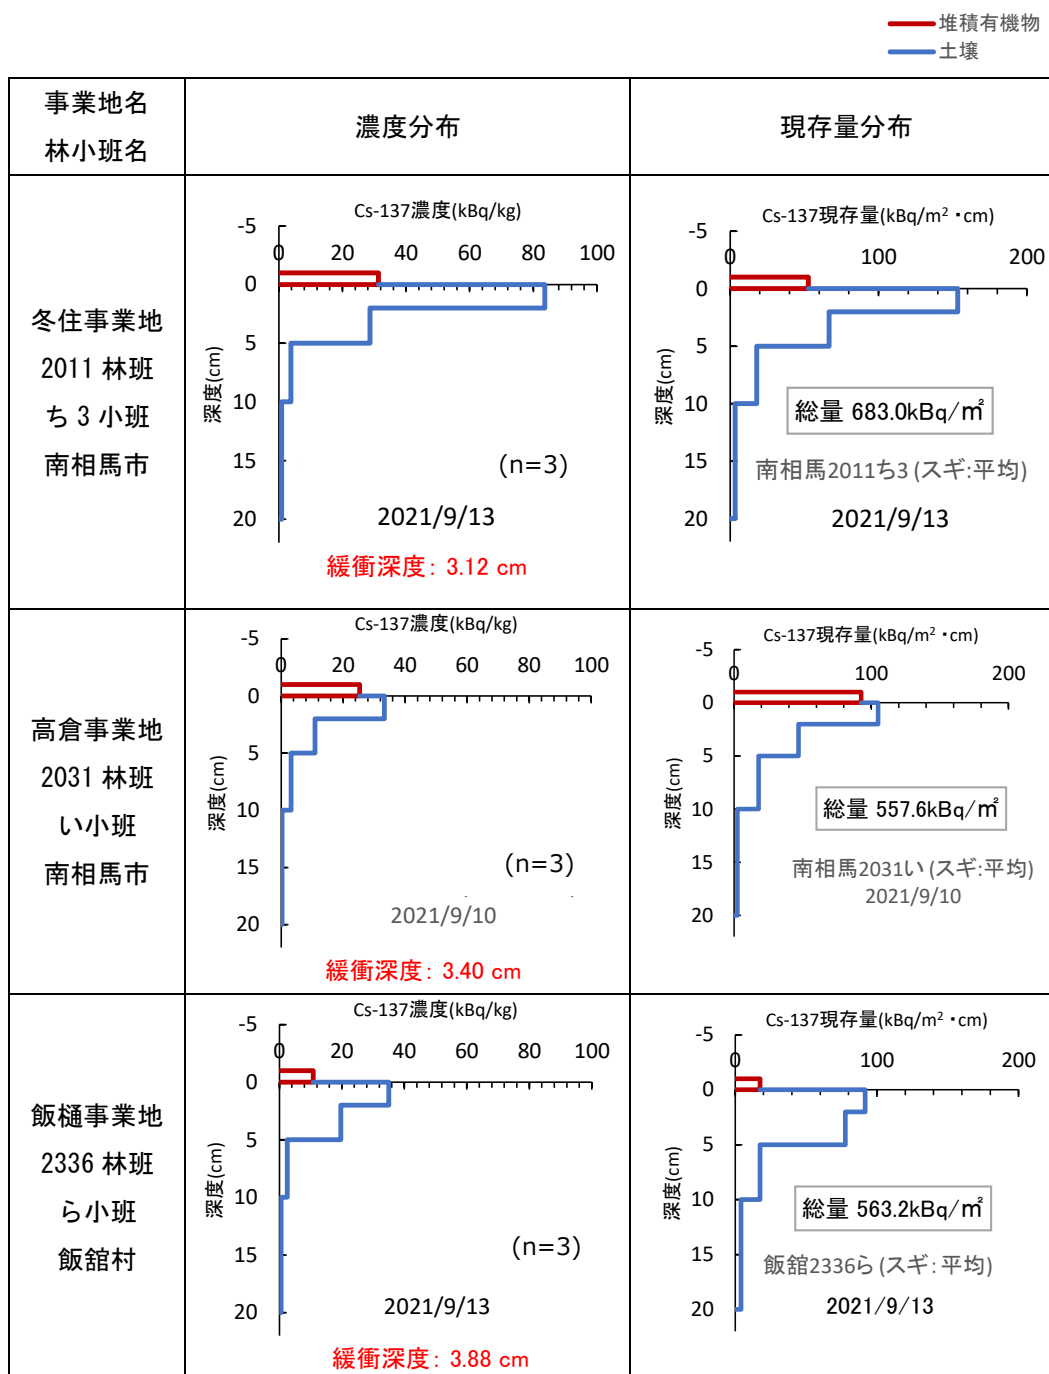 堆積有機物
土壌
事業地名
林小班名
濃度分布
現存量分布
冬住事業地
2011 林班
ち 3 小班
南相馬市
Cs-137濃度(kBq/kg)
-5
0 20 40 60 80 100
0
5
10
15
20
深度(cm)
(n=3)
2021/9/13
緩衝深度: 3.12 cm
Cs-137現存量(kBq/m²・cm)
-5
0 100 200
0
5
10
15
20
深度(cm)
総量 683.0kBq/㎡
南相馬2011ち3 (スギ:平均)
2021/9/13
高倉事業地
2031 林班
い小班
南相馬市
Cs-137濃度(kBq/kg)
-5
0 20 40 60 80 100
0
5
10
15
20
深度(cm)
(n=3)
2021/9/10
緩衝深度: 3.40 cm
Cs-137現存量(kBq/m²・cm)
-5
0 100 200
0
5
10
15
20
深度(cm)
総量 557.6kBq/㎡
南相馬2031い (スギ:平均)
2021/9/10
飯樋事業地
2336 林班
ら小班
飯舘村
Cs-137濃度(kBq/kg)
-5
0 20 40 60 80 100
0
5
10
15
20
深度(cm)
(n=3)
2021/9/13
緩衝深度: 3.88 cm
Cs-137現存量(kBq/m²・cm)
-5
0 100 200
0
5
10
15
20
深度(cm)
総量 563.2kBq/㎡
飯舘2336ら (スギ:平均)
2021/9/13